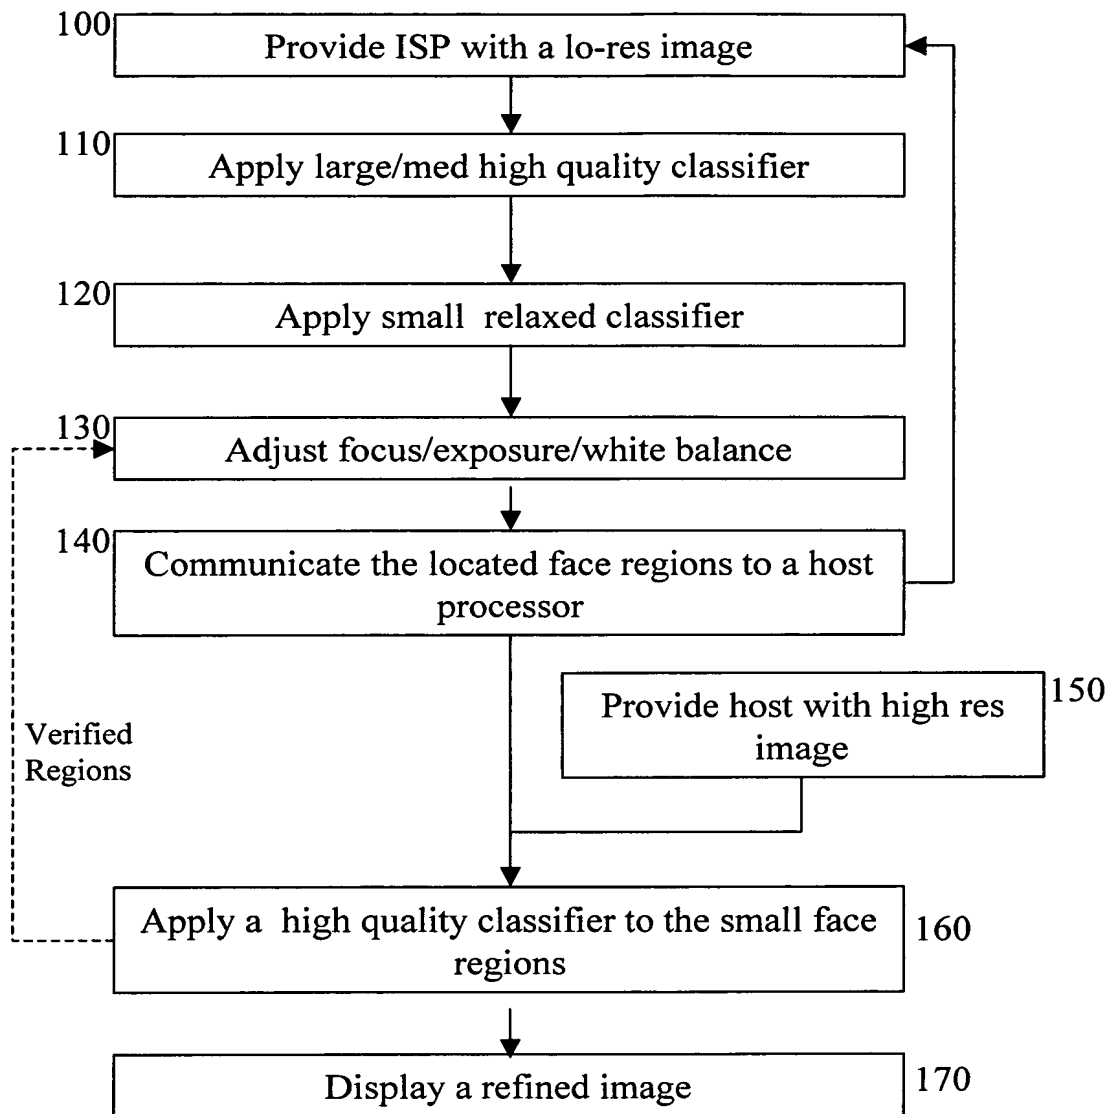 100
Provide ISP with a lo-res image
110
Apply large/med high quality classifier
120
Apply small relaxed classifier
130
Adjust focus/exposure/white balance
140
Communicate the located face regions to a host
processor
150
Provide host with high res
image
Verified
Regions
Apply a high quality classifier to the small face
regions
160
Display a refined image
170